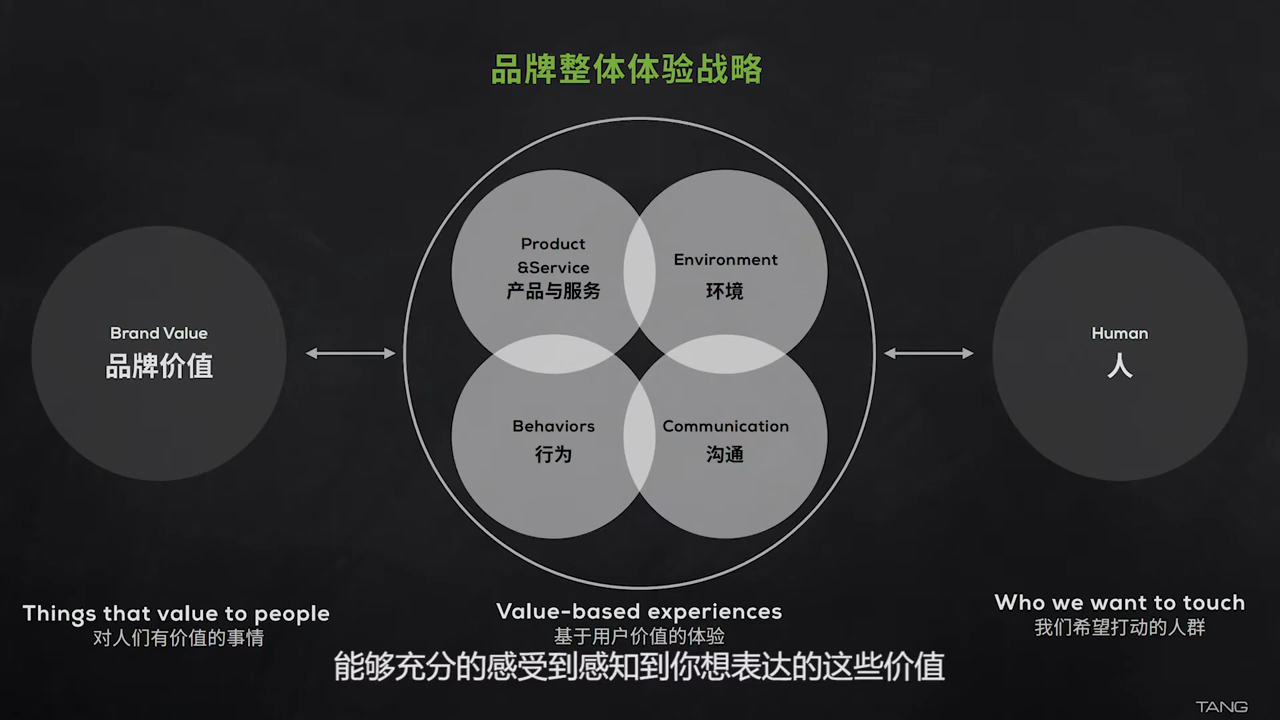 品牌整体体验战略
Brand Value
品牌价值
Product
&Service
产品与服务
Environment
环境
Behaviors
行为
Communication
沟通
Human
人
Things that value to people
对人们有价值的事情
Value-based experiences
基于用户价值的体验
Who we want to touch
我们希望打动的人群
能够充分的感受到感知到你想表达的这些价值
TANG